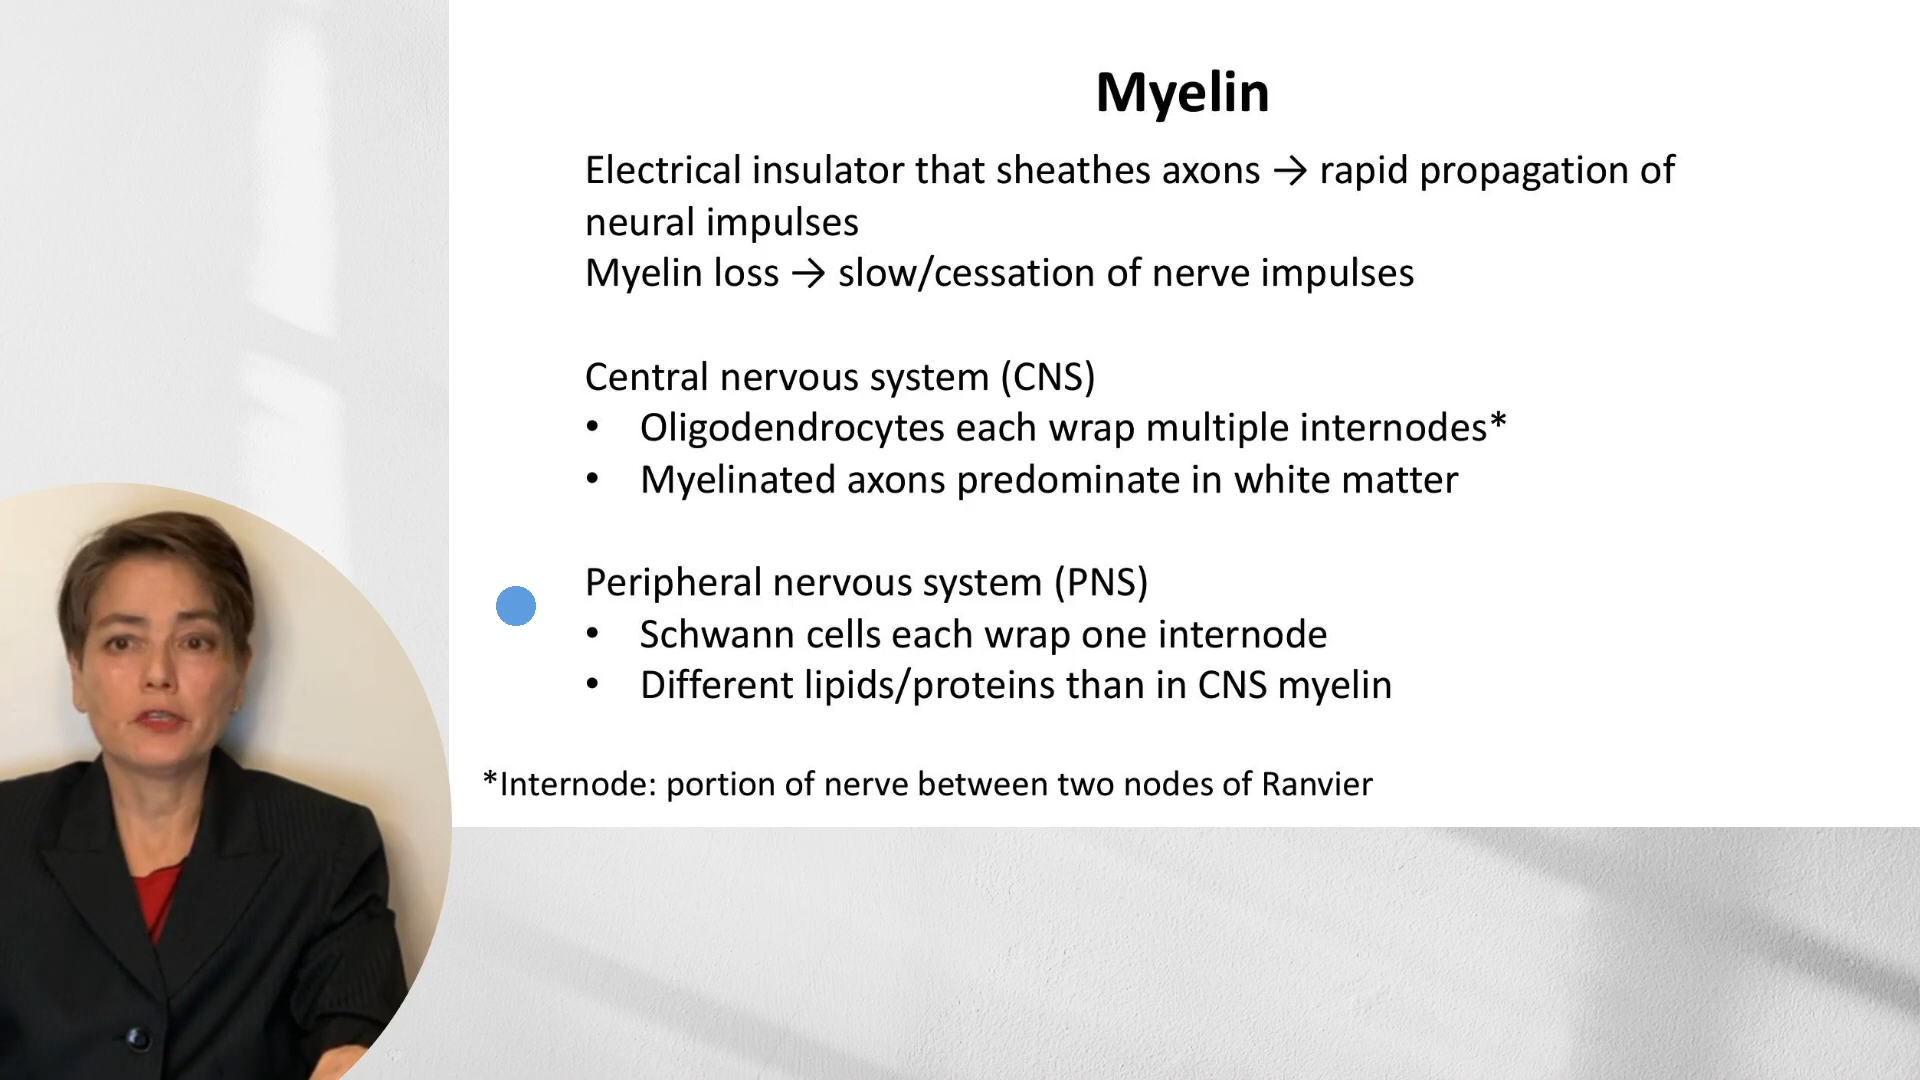 Myelin
Electrical insulator that sheathes axons → rapid propagation of
neural impulses
Myelin loss → slow/cessation of nerve impulses
Central nervous system (CNS)
• Oligodendrocytes each wrap multiple internodes*
• Myelinated axons predominate in white matter
Peripheral nervous system (PNS)
• Schwann cells each wrap one internode
• Different lipids/proteins than in CNS myelin
*Internode: portion of nerve between two nodes of Ranvier